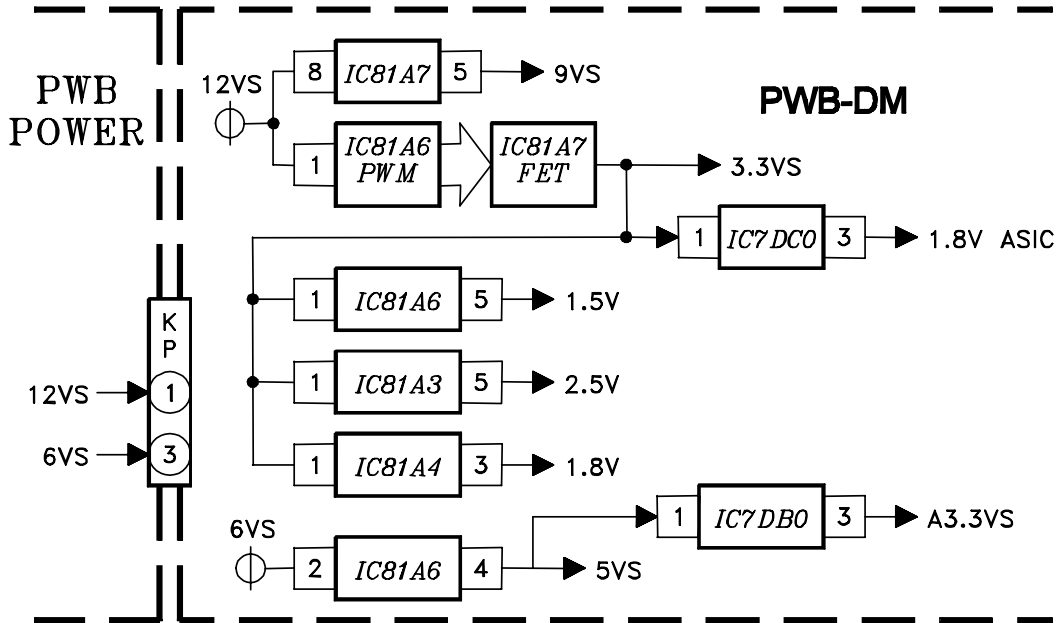 PWB
POWER
PWB-DM
12VS
8 IC81A7 5 9VS
1 IC81A6
PWM
IC81A7
FET
3.3VS
1 IC7DC0 3 1.8V ASIC
1 IC81A6 5 1.5V
1 IC81A3 5 2.5V
1 IC81A4 3 1.8V
K
P
12VS 1
6VS 3
6VS
2 IC81A6 4 5VS
1 IC7DB0 3 A3.3VS